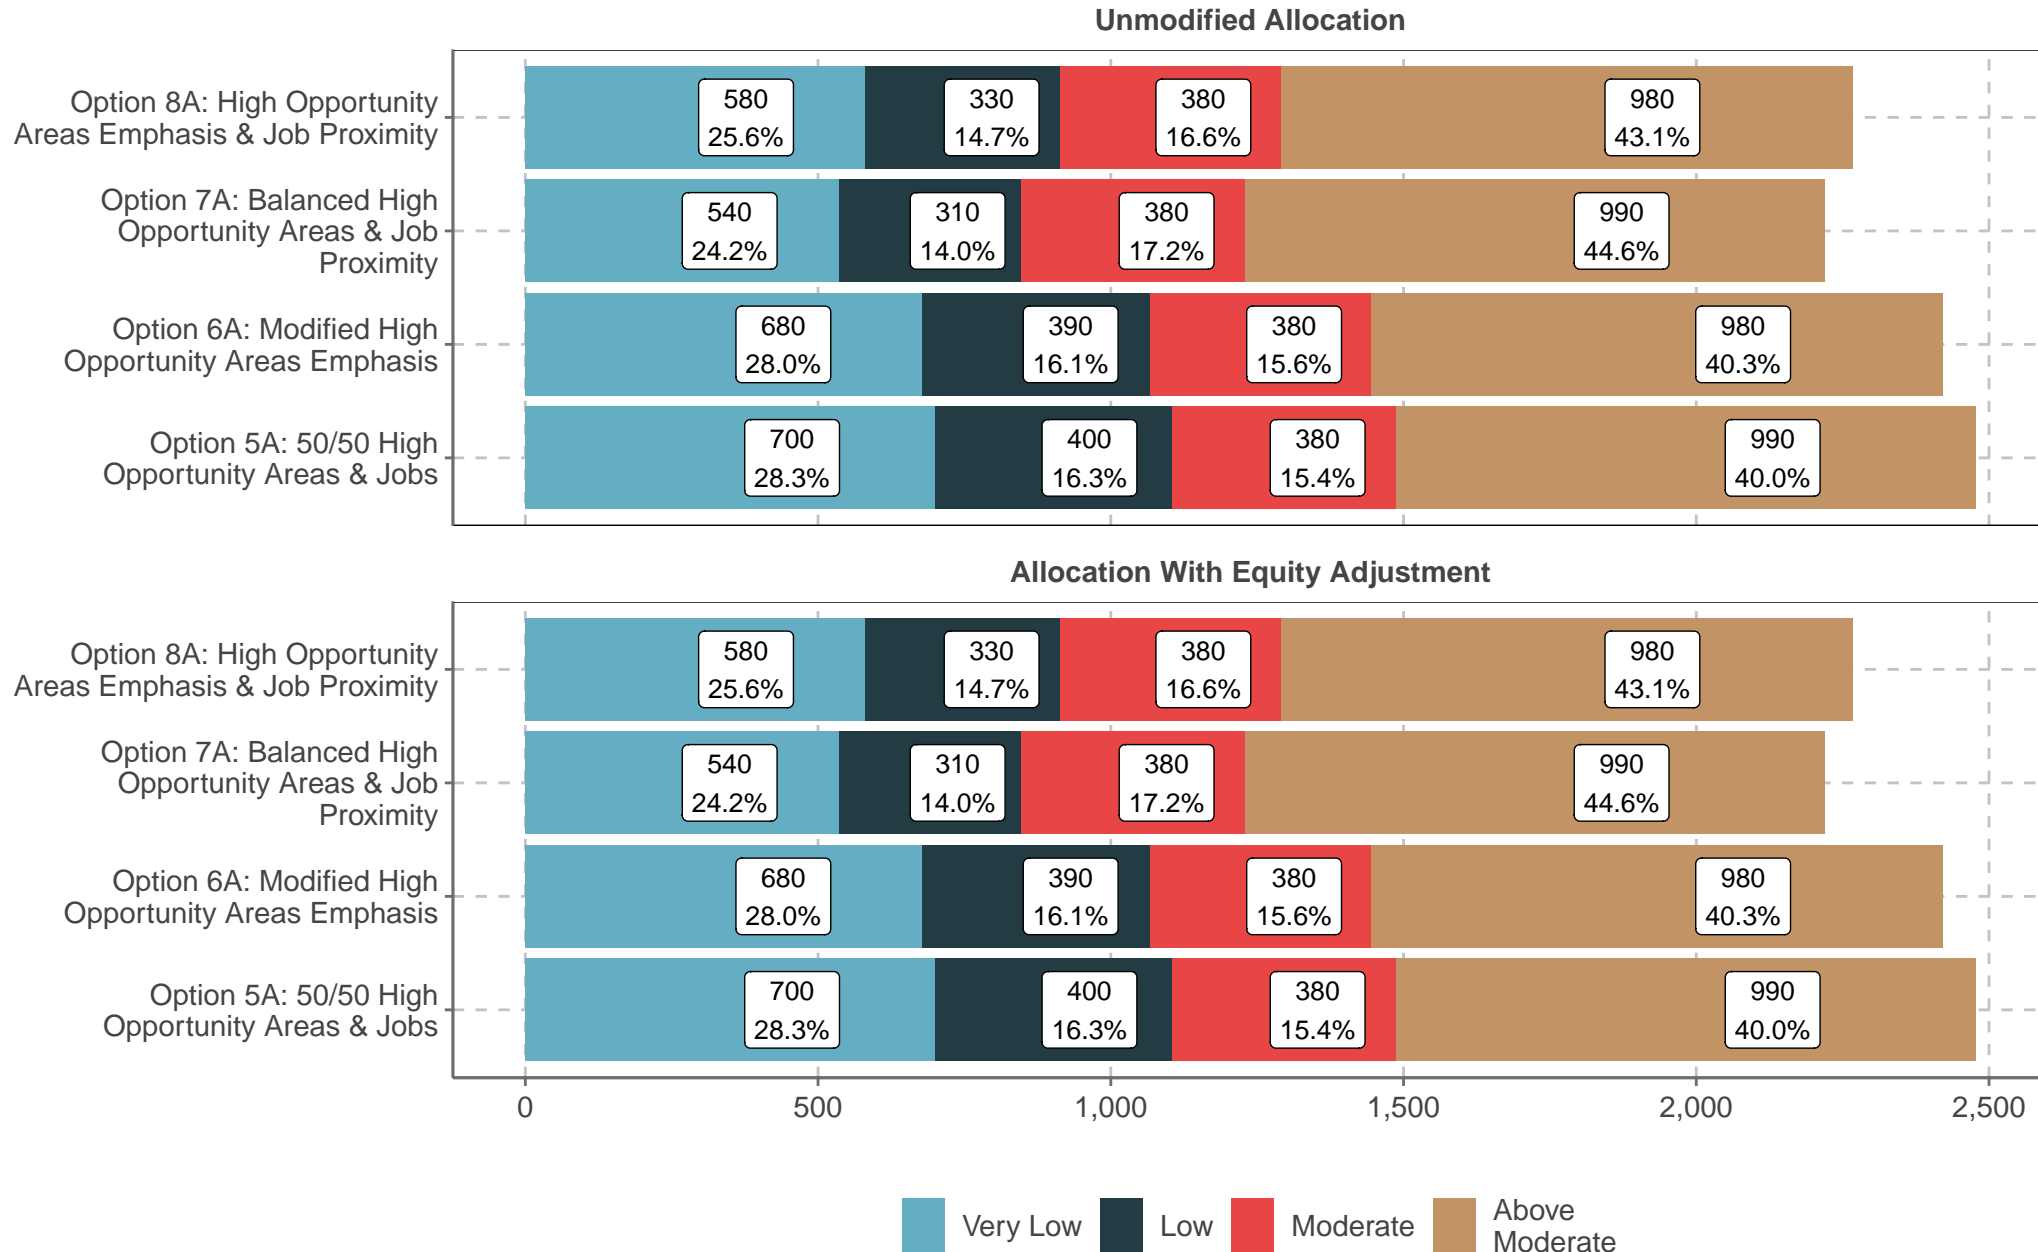 Unmodified Allocation
Option 8A: High Opportunity
Areas Emphasis & Job Proximity
580
25.6%
330
14.7%
380
16.6%
980
43.1%
Option 7A: Balanced High
Opportunity Areas & Job
Proximity
540
24.2%
310
14.0%
380
17.2%
990
44.6%
Option 6A: Modified High
Opportunity Areas Emphasis
680
28.0%
390
16.1%
380
15.6%
980
40.3%
Option 5A: 50/50 High
Opportunity Areas & Jobs
700
28.3%
400
16.3%
380
15.4%
990
40.0%
Allocation With Equity Adjustment
Option 8A: High Opportunity
Areas Emphasis & Job Proximity
580
25.6%
330
14.7%
380
16.6%
980
43.1%
Option 7A: Balanced High
Opportunity Areas & Job
Proximity
540
24.2%
310
14.0%
380
17.2%
990
44.6%
Option 6A: Modified High
Opportunity Areas Emphasis
680
28.0%
390
16.1%
380
15.6%
980
40.3%
Option 5A: 50/50 High
Opportunity Areas & Jobs
700
28.3%
400
16.3%
380
15.4%
990
40.0%
0
500
1,000
1,500
2,000
2,500
Very Low
Low
Moderate
Above
Moderate